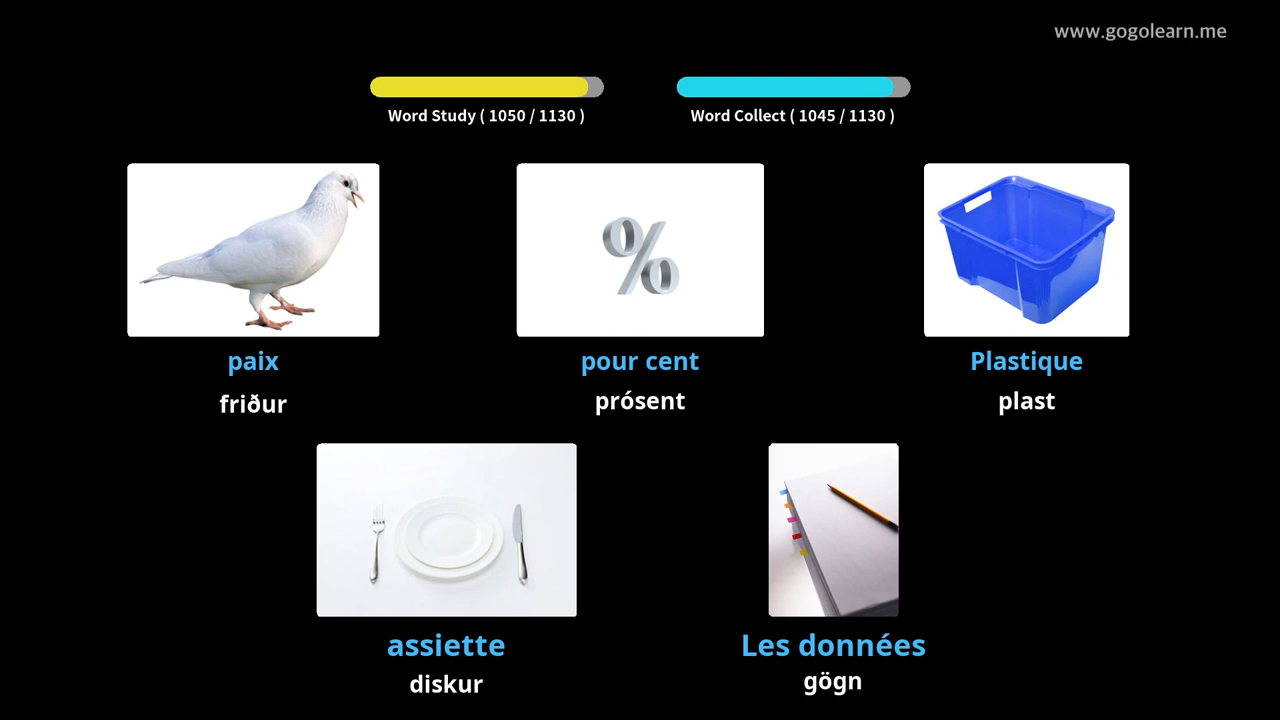 www.gogolearn.me
Word Study ( 1050 / 1130 )
Word Collect ( 1045 / 1130 )
%
paix
pour cent
Plastique
friður
prósent
plast
assiette
Les données
diskur
gögn